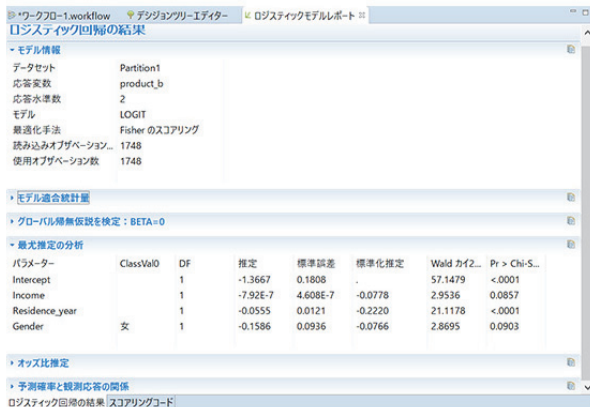 *ワークフロー1.workflow デシジョンツリーエディター ロジスティックモデルレポート
ロジスティック回帰の結果
モデル情報
データセット Partition1
応答変数 product_b
応答水準数 2
モデル LOGIT
最適化手法 Fisher のスコアリング
読み込みオブザベーション... 1748
使用オブザベーション数 1748
モデル適合統計量
グローバル帰無仮説を検定：BETA=0
最尤推定の分析
パラメーター ClassVal0 DF 推定 標準誤差 標準化推定 Wald カイ2... Pr > Chi-S...
Intercept 1 -1.3667 0.1808 . 57.1479 <.0001
Income 1 -7.92E-7 4.608E-7 -0.0778 2.9536 0.0857
Residence_year 1 -0.0555 0.0121 -0.2220 21.1178 <.0001
Gender 女 1 -0.1586 0.0936 -0.0766 2.8695 0.0903
オッズ比推定
予測確率と観測応答の関係
ロジスティック回帰の結果 スコアリングコード